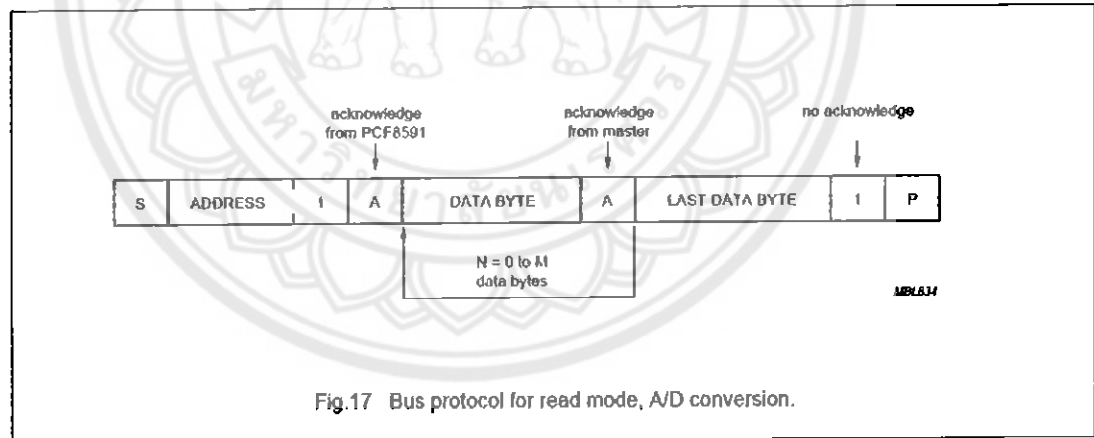 acknowledge
from PCF8591
acknowledge
from master
no acknowledge
S ADDRESS 1 A DATA BYTE A LAST DATA BYTE 1 P
N = 0 to M
data bytes
MBL834
Fig.17 Bus protocol for read mode, A/D conversion.